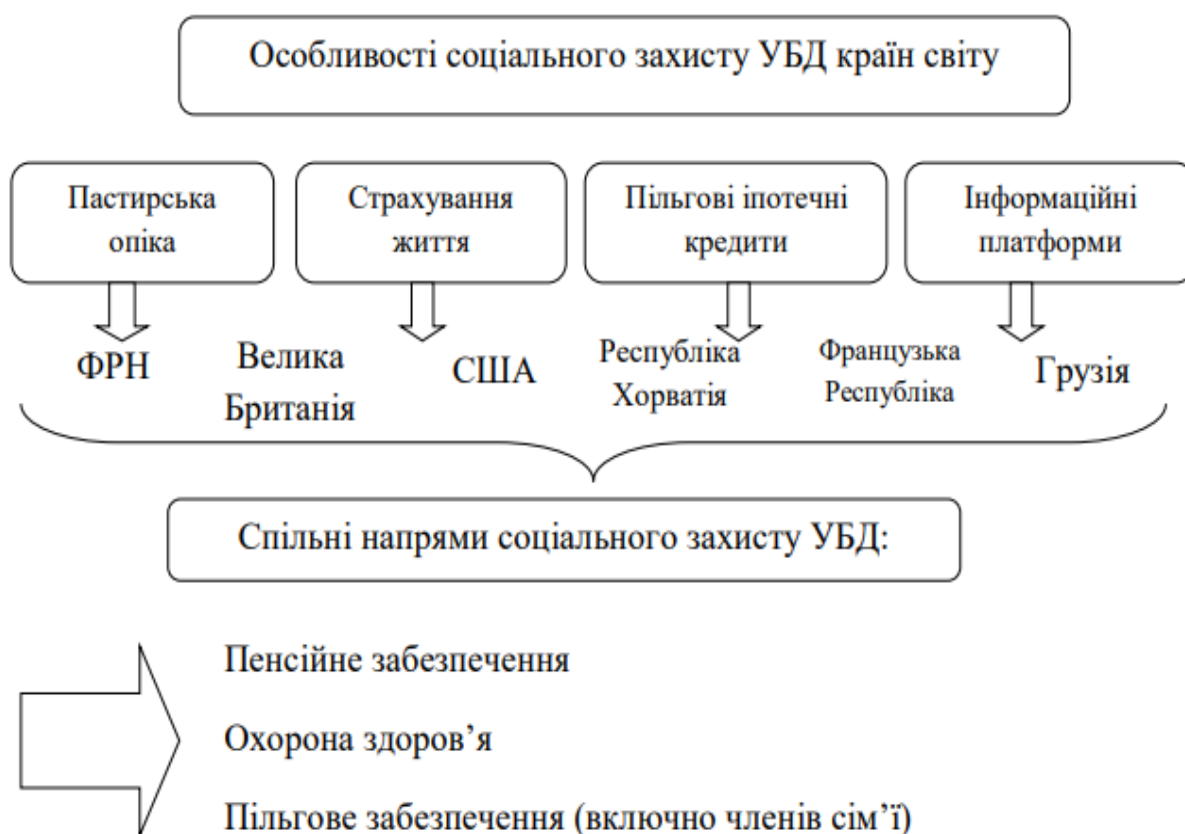 Особливості соціального захисту УБД країн світу
Пастирська
опіка
Страхування
життя
Пільгові іпотечні
кредити
Інформаційні
платформи
ФРН
Велика
Британія
США
Республіка
Хорватія
Французька
Республіка
Грузія
Спільні напрями соціального захисту УБД:
Пенсійне забезпечення
Охорона здоров’я
Пільгове забезпечення (включно членів сім’ї)